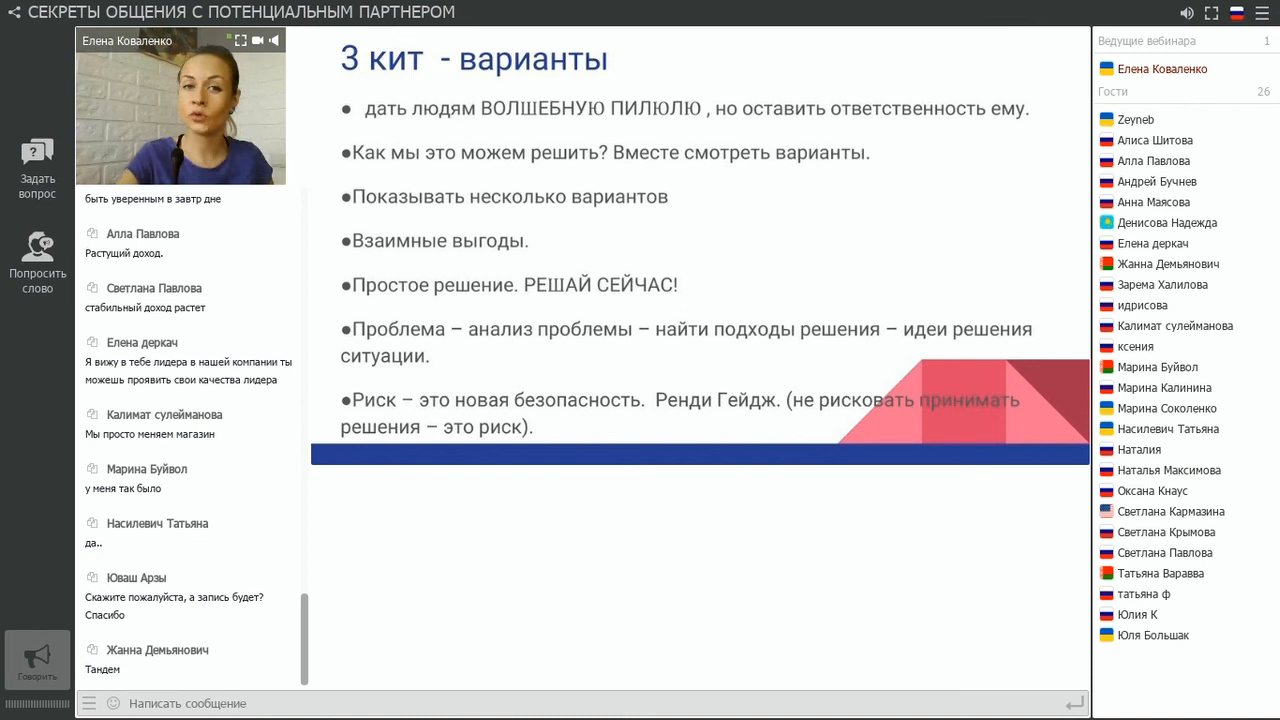 СЕКРЕТЫ ОБЩЕНИЯ С ПОТЕНЦИАЛЬНЫМ ПАРТНЕРОМ
Задать
вопрос
Попросить
слово
Говорить
Елена Коваленко
быть уверенным в завтр дне
Алла Павлова
Растущий доход.
Светлана Павлова
стабильный доход растет
Елена деркач
Я вижу в тебе лидера в нашей компании ты
можешь проявить свои качества лидера
Калимат сулейманова
Мы просто меняем магазин
Марина Буйвол
у меня так было
Насилевич Татьяна
да..
Юваш Арзы
Скажите пожалуйста, а запись будет?
Спасибо
Жанна Демьянович
Тандем
Написать сообщение
3 кит - варианты
● дать людям ВОЛШЕБНУЮ ПИЛЮЛЮ , но оставить ответственность ему.
●Как мы это можем решить? Вместе смотреть варианты.
●Показывать несколько вариантов
●Взаимные выгоды.
●Простое решение. РЕШАЙ СЕЙЧАС!
●Проблема – анализ проблемы – найти подходы решения – идеи решения
ситуации.
●Риск – это новая безопасность. Ренди Гейдж. (не рисковать принимать
решения – это риск).
Ведущие вебинара 1
Елена Коваленко
Гости 26
Zeyneb
Алиса Шитова
Алла Павлова
Андрей Бучнев
Анна Маясова
Денисова Надежда
Елена деркач
Жанна Демьянович
Зарема Халилова
идрисова
Калимат сулейманова
ксения
Марина Буйвол
Марина Калинина
Марина Соколенко
Насилевич Татьяна
Наталия
Наталья Максимова
Оксана Кнаус
Светлана Кармазина
Светлана Крымова
Светлана Павлова
Татьяна Варавва
татьяна ф
Юлия К
Юля Большак